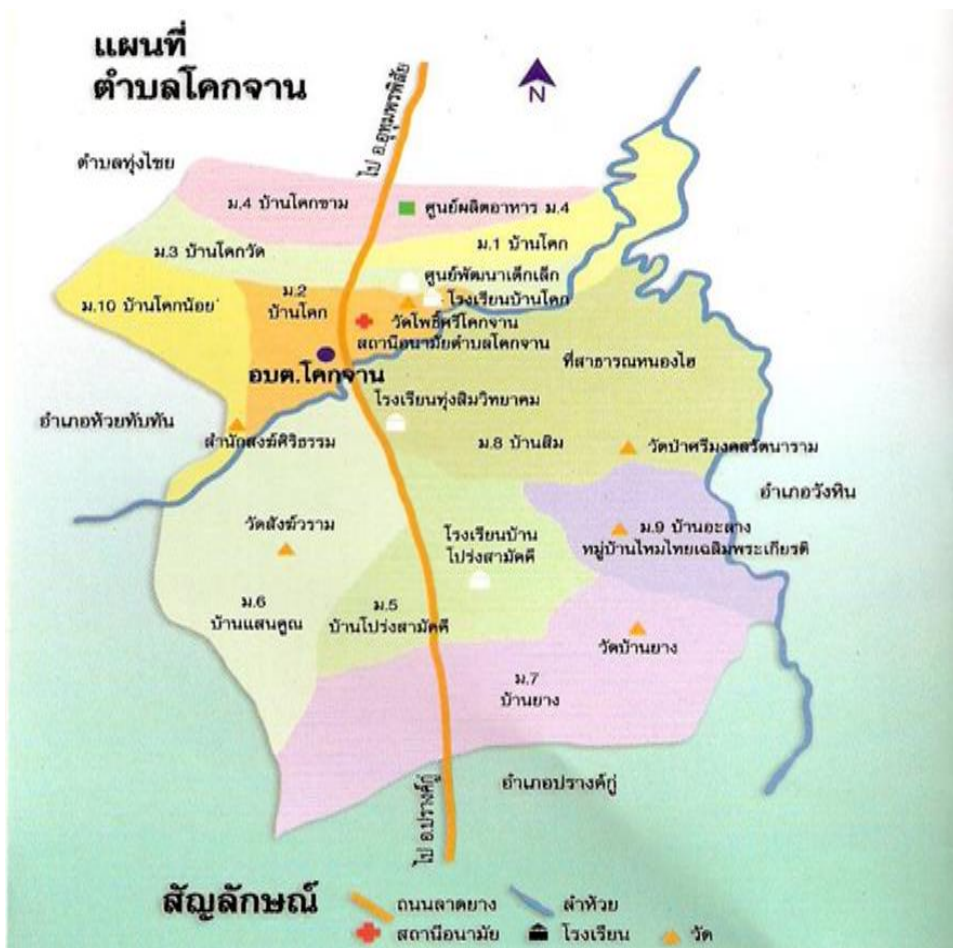 แผนที่
ตำบลโคกจาน
ไป อ.อุทุมพรพิสัย
N
ตำบลทุ่งไชย
ม.4 บ้านโคกขาม
ศูนย์ผลิตอาหาร ม.4
ม.3 บ้านโคกวัด
ม.1 บ้านโคก
ศูนย์พัฒนาเด็กเล็ก
ม.10 บ้านโคกน้อย
ม.2
บ้านโคก
โรงเรียนบ้านโคก
วัดโพธิ์ศรีโคกจาน
สถานีอนามัยตำบลโคกจาน
ที่สาธารณหนองไฮ
อบต.โคกจาน
โรงเรียนทุ่งสิมวิทยาคม
อำเภอห้วยทับทัน
สำนักสงฆ์ศิริธรรม
ม.8 บ้านสิม
วัดป่าศรีมงคลรัตนาราม
อำเภอวังหิน
วัดสังฆ์วราม
โรงเรียนบ้าน
โปร่งสามัคคี
ม.9 บ้านอะลาง
หมู่บ้านไหมไทยเฉลิมพระเกียรติ
ม.6
บ้านแสนคูณ
ม.5
บ้านโปร่งสามัคคี
วัดบ้านยาง
ม.7
บ้านยาง
อำเภอปรางค์กู่
ไป อ.ปรางค์กู่
สัญลักษณ์
ถนนลาดยาง
ลำห้วย
สถานีอนามัย
โรงเรียน
วัด